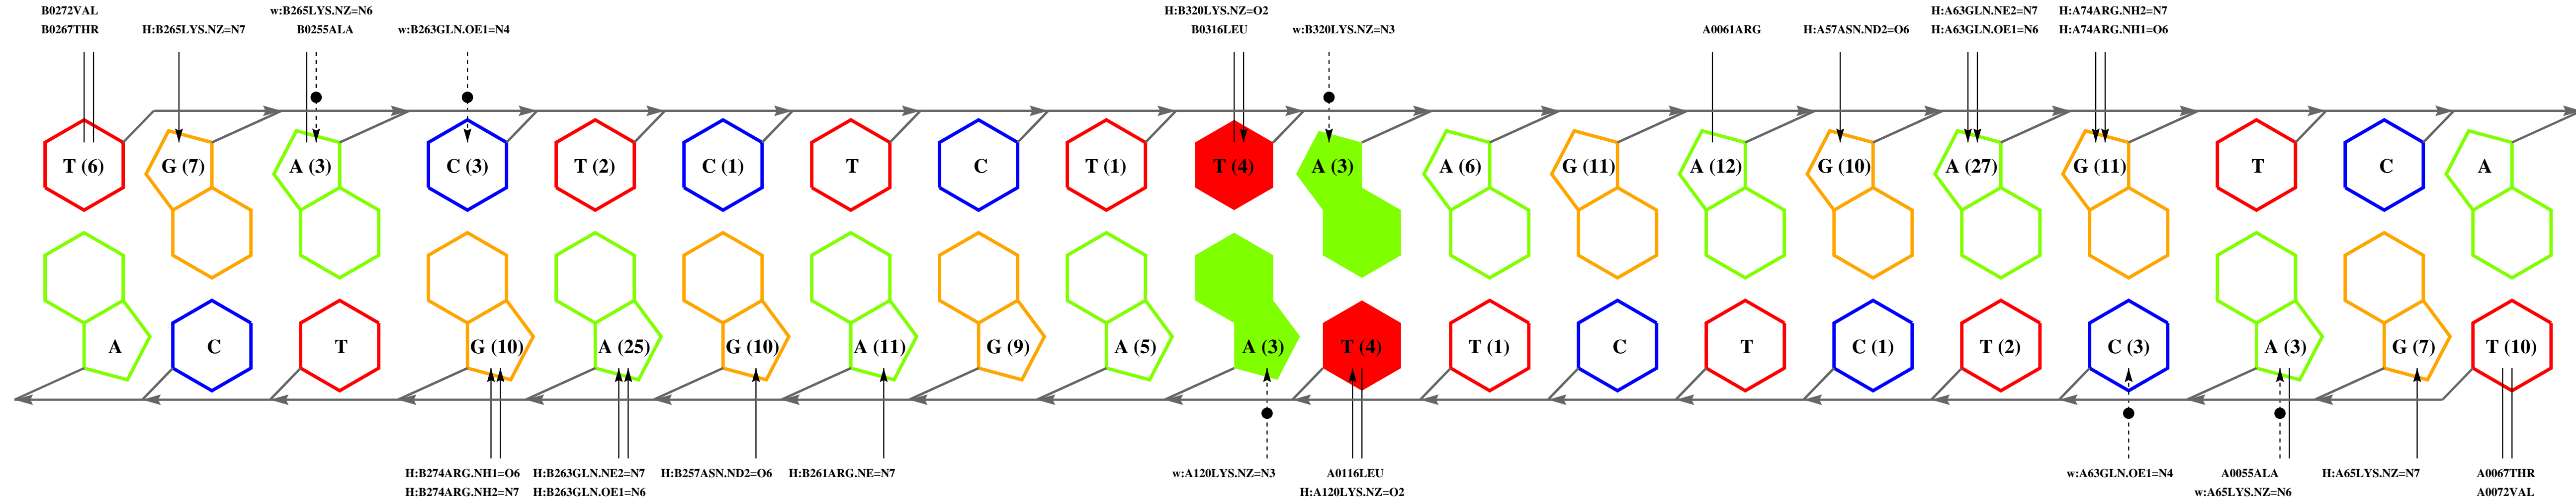 B0272VAL w:B265LYS.NZ=N6 H:B320LYS.NZ=O2 H:A63GLN.NE2=N7 H:A74ARG.NH2=N7
B0267THR H:B265LYS.NZ=N7 B0255ALA w:B263GLN.OE1=N4 B0316LEU w:B320LYS.NZ=N3 A0061ARG H:A57ASN.ND2=O6 H:A63GLN.OE1=N6 H:A74ARG.NH1=O6
T (6) G (7) A (3) C (3) T (2) C (1) T C T (1) T (4) A (3) A (6) G (11) A (12) G (10) A (27) G (11) T C A
A C T G (10) A (25) G (10) A (11) G (9) A (5) A (3) T (4) T (1) C T C (1) T (2) C (3) A (3) G (7) T (10)
H:B274ARG.NH1=O6 H:B263GLN.NE2=N7 H:B257ASN.ND2=O6 H:B261ARG.NE=N7 w:A120LYS.NZ=N3 A0116LEU w:A63GLN.OE1=N4 A0055ALA H:A65LYS.NZ=N7 A0067THR
H:B274ARG.NH2=N7 H:B263GLN.OE1=N6 H:A120LYS.NZ=O2 w:A65LYS.NZ=N6 A0072VAL